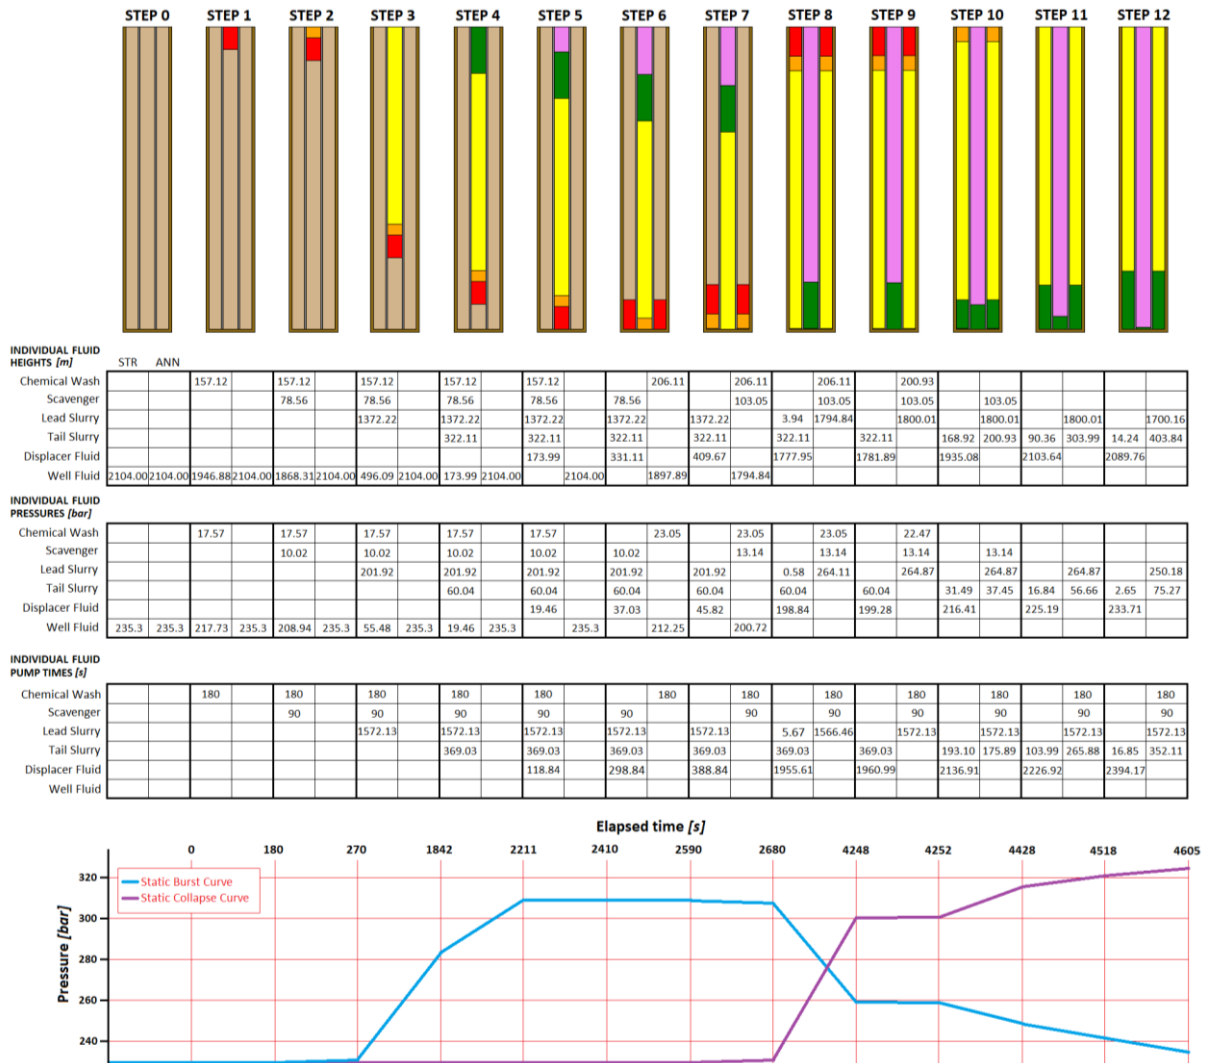 STEP 0 STEP 1 STEP 2 STEP 3 STEP 4 STEP 5 STEP 6 STEP 7 STEP 8 STEP 9 STEP 10 STEP 11 STEP 12
INDIVIDUAL FLUID
HEIGHTS [m] STR ANN
Chemical Wash 157.12 157.12 157.12 157.12 157.12 206.11 206.11 206.11 200.93
Scavenger 78.56 78.56 78.56 78.56 78.56 103.05 103.05 103.05 103.05
Lead Slurry 1372.22 1372.22 1372.22 1372.22 1372.22 3.94 1794.84 1800.01 1800.01 1800.01 1700.16
Tail Slurry 322.11 322.11 322.11 322.11 322.11 322.11 168.92 200.93 90.36 303.99 14.24 403.84
Displacer Fluid 173.99 331.11 409.67 1777.95 1781.89 1935.08 2103.64 2089.76
Well Fluid 2104.00 2104.00 1946.88 2104.00 1868.31 2104.00 496.09 2104.00 173.99 2104.00 2104.00 1897.89 1794.84
INDIVIDUAL FLUID
PRESSURES [bar]
Chemical Wash 17.57 17.57 17.57 17.57 17.57 23.05 23.05 23.05 22.47
Scavenger 10.02 10.02 10.02 10.02 10.02 13.14 13.14 13.14 13.14
Lead Slurry 201.92 201.92 201.92 201.92 201.92 0.58 264.11 264.87 264.87 264.87 250.18
Tail Slurry 60.04 60.04 60.04 60.04 60.04 60.04 31.49 37.45 16.84 56.66 2.65 75.27
Displacer Fluid 19.46 37.03 45.82 198.84 199.28 216.41 225.19 233.71
Well Fluid 235.3 235.3 217.73 235.3 208.94 235.3 55.48 235.3 19.46 235.3 235.3 212.25 200.72
INDIVIDUAL FLUID
PUMP TIMES [s]
Chemical Wash 180 180 180 180 180 180 180 180 180 180 180 180
Scavenger 90 90 90 90 90 90 90 90 90 90 90
Lead Slurry 1572.13 1572.13 1572.13 1572.13 1572.13 5.67 1566.46 1572.13 1572.13 1572.13 1572.13
Tail Slurry 369.03 369.03 369.03 369.03 369.03 369.03 193.10 175.89 103.99 265.88 16.85 352.11
Displacer Fluid 118.84 298.84 388.84 1955.61 1960.99 2136.91 2226.92 2394.17
Well Fluid
Elapsed time [s]
0 180 270 1842 2211 2410 2590 2680 4248 4252 4428 4518 4605
Static Burst Curve
Static Collapse Curve
Pressure [bar]
320
300
280
260
240